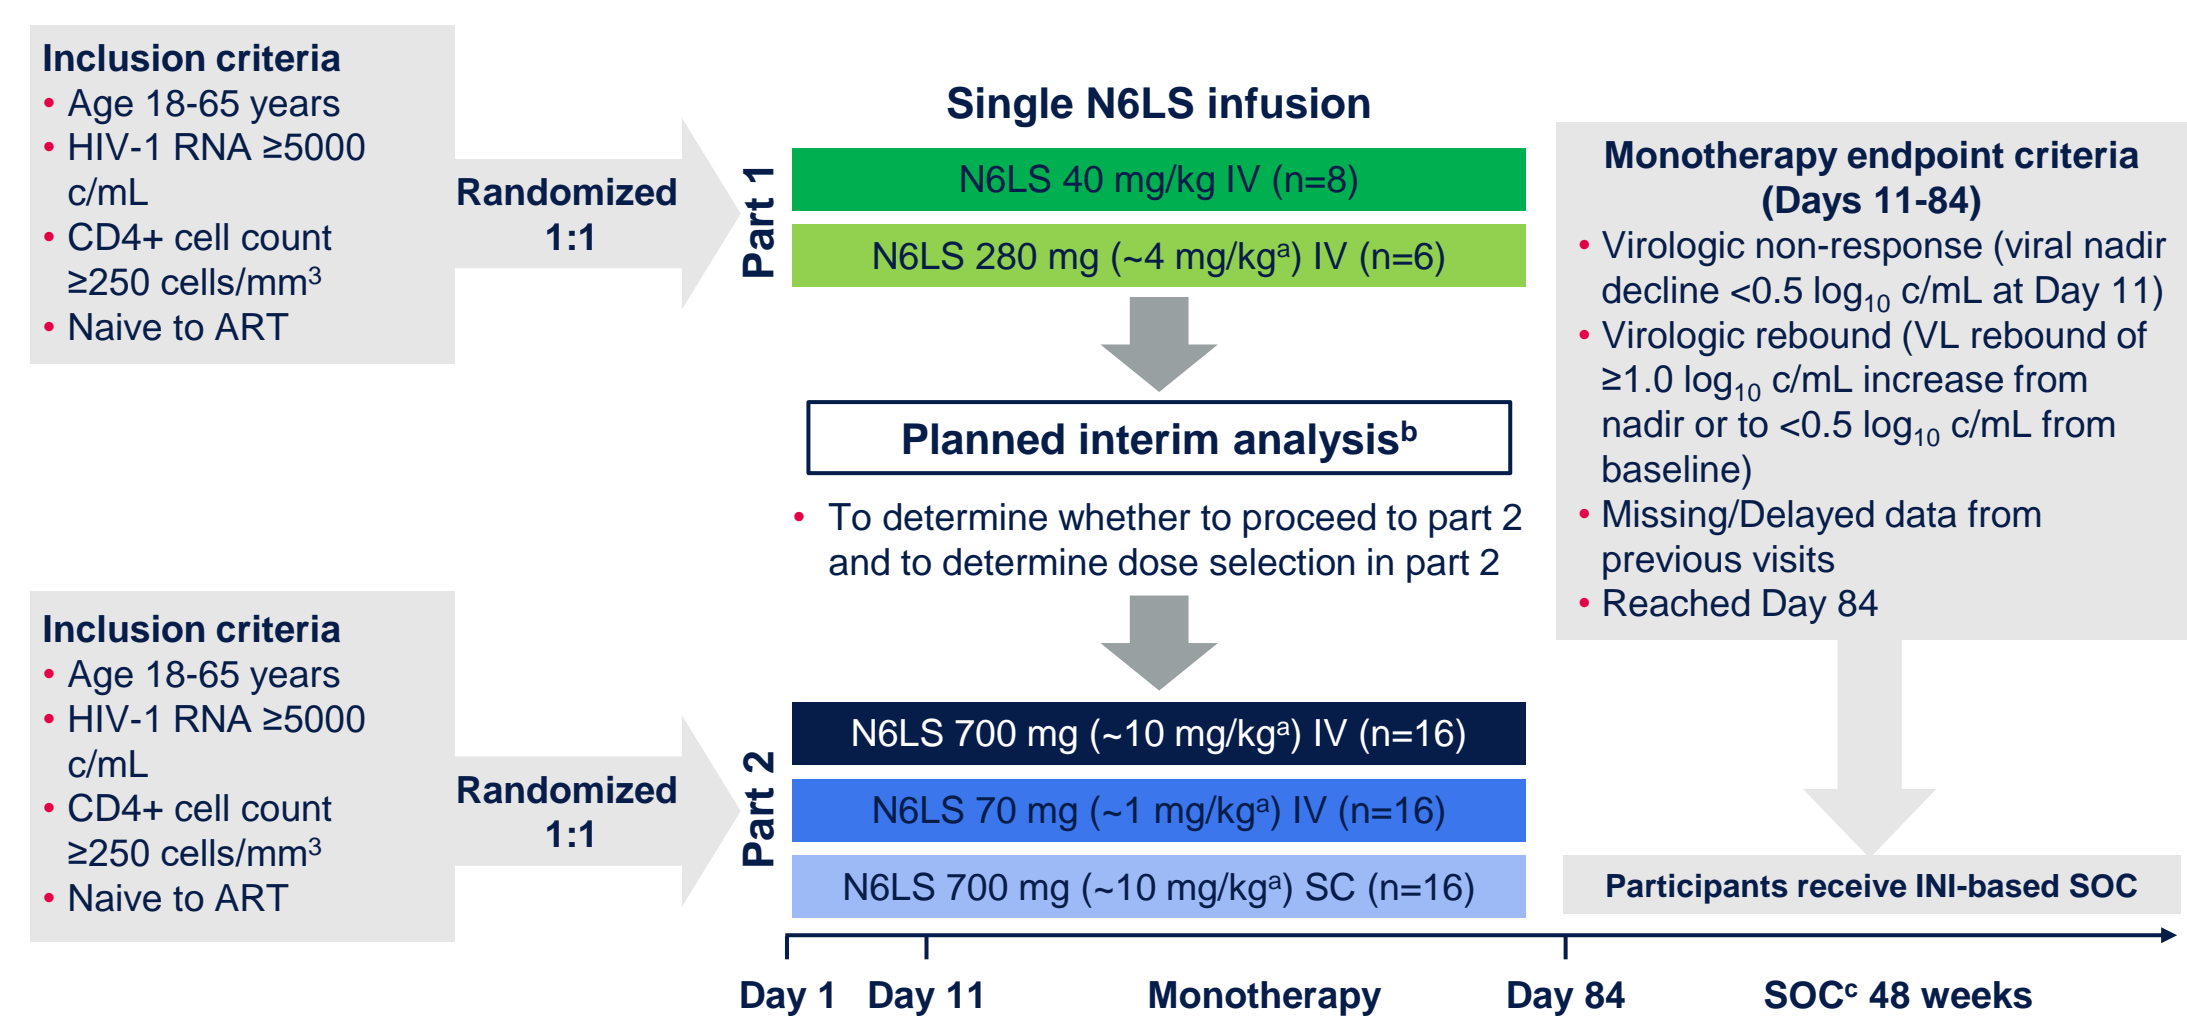 Inclusion criteria
• Age 18-65 years
• HIV-1 RNA ≥5000
c/mL
• CD4+ cell count
≥250 cells/mm³
• Naive to ART
Randomized
1:1
Single N6LS infusion
Part 1
N6LS 40 mg/kg IV (n=8)
N6LS 280 mg (~4 mg/kgᵃ) IV (n=6)
Planned interim analysisᵇ
• To determine whether to proceed to part 2
and to determine dose selection in part 2
Inclusion criteria
• Age 18-65 years
• HIV-1 RNA ≥5000
c/mL
• CD4+ cell count
≥250 cells/mm³
• Naive to ART
Randomized
1:1
Part 2
N6LS 700 mg (~10 mg/kgᵃ) IV (n=16)
N6LS 70 mg (~1 mg/kgᵃ) IV (n=16)
N6LS 700 mg (~10 mg/kgᵃ) SC (n=16)
Monotherapy endpoint criteria
(Days 11-84)
• Virologic non-response (viral nadir
decline <0.5 log₁₀ c/mL at Day 11)
• Virologic rebound (VL rebound of
≥1.0 log₁₀ c/mL increase from
nadir or to <0.5 log₁₀ c/mL from
baseline)
• Missing/Delayed data from
previous visits
• Reached Day 84
Participants receive INI-based SOC
Day 1 Day 11 Monotherapy Day 84 SOCᶜ 48 weeks